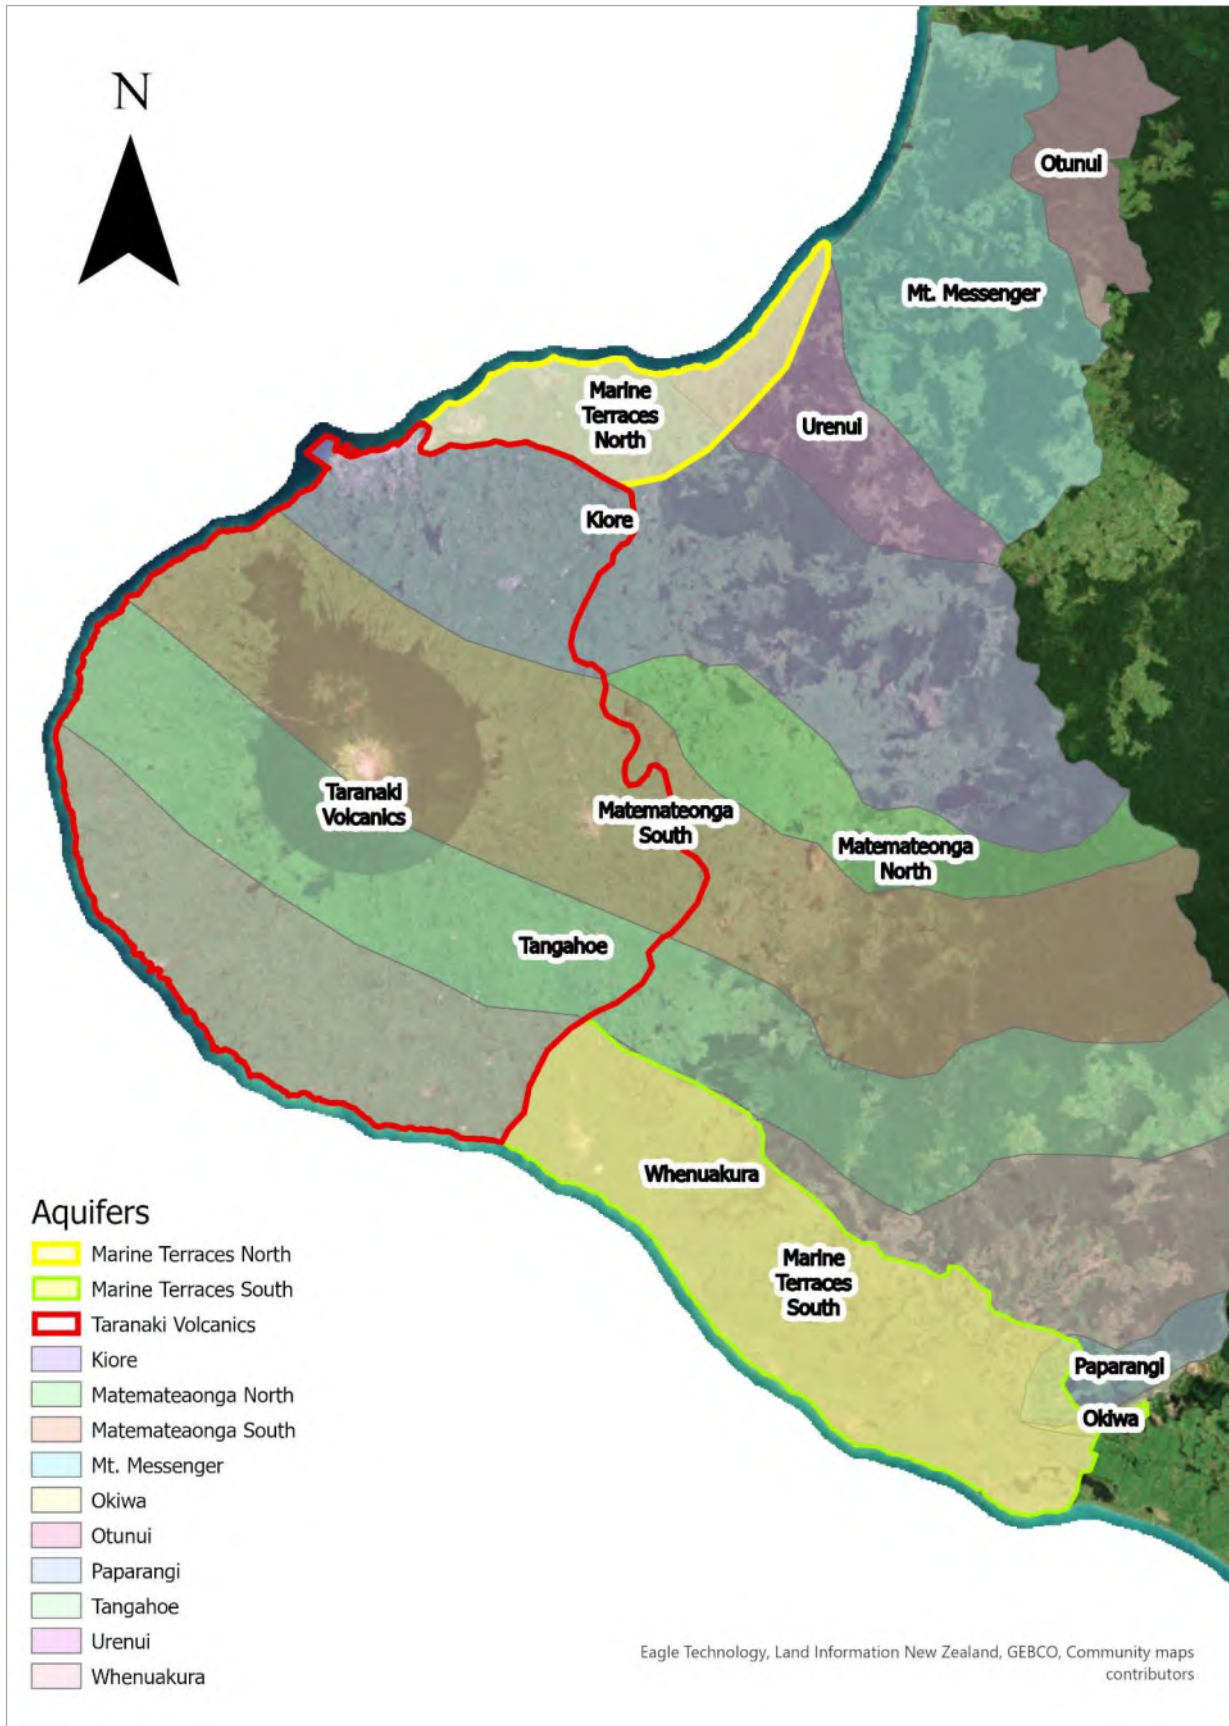 N
Otunui
Mt. Messenger
Marine
Terraces
North
Urenui
Kiore
Taranaki
Volcanics
Matemateonga
South
Matemateonga
North
Tangahoe
Whenuakura
Marine
Terraces
South
Paparangi
Okiwa
Aquifers
Marine Terraces North
Marine Terraces South
Taranaki Volcanics
Kiore
Matemateaonga North
Matemateaonga South
Mt. Messenger
Okiwa
Otunui
Paparangi
Tangahoe
Urenui
Whenuakura
Eagle Technology, Land Information New Zealand, GEBCO, Community maps
contributors